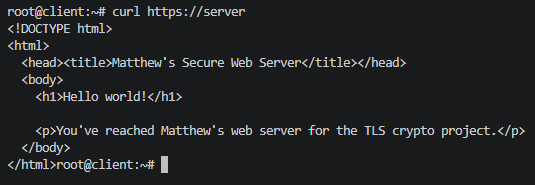 root@client:~# curl https://server
<!DOCTYPE html>
<html>
  <head><title>Matthew's Secure Web Server</title></head>
  <body>
    <h1>Hello world!</h1>

    <p>You've reached Matthew's web server for the TLS crypto project.</p>
  </body>
</html>root@client:~#